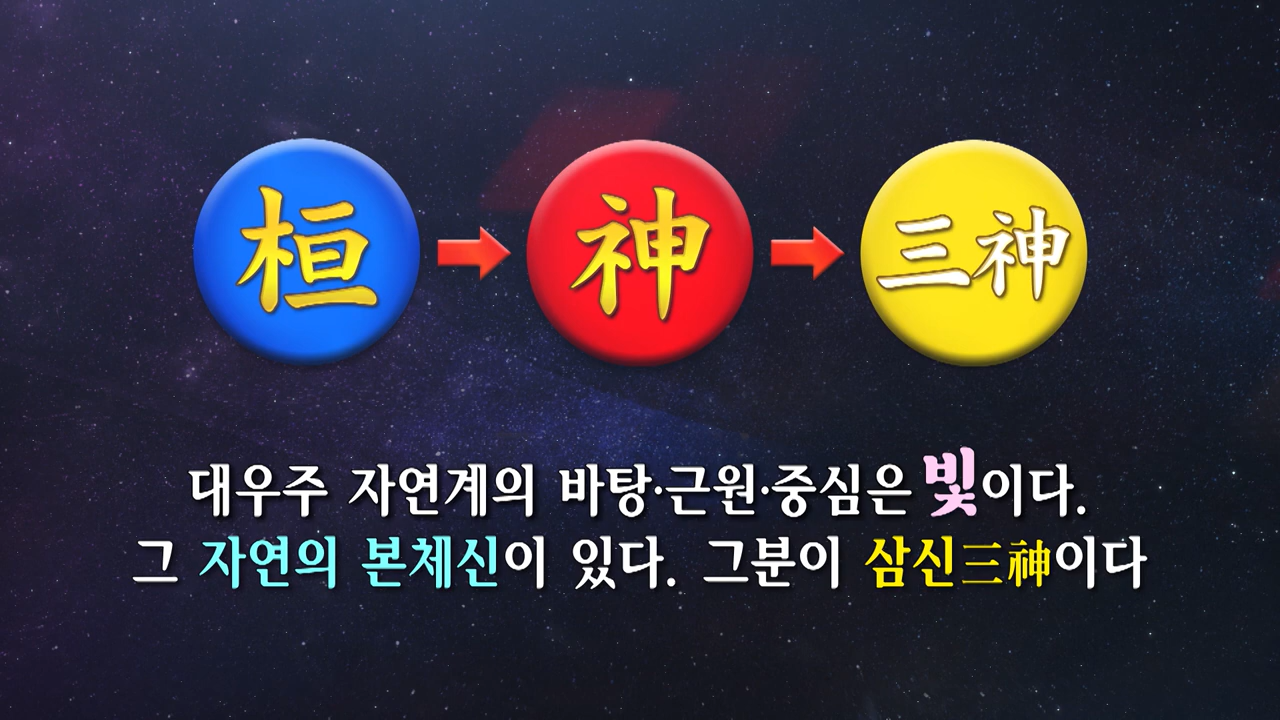 桓 神 三神
대우주 자연계의 바탕·근원·중심은 빛이다.
그 자연의 본체신이 있다. 그분이 삼신三神이다